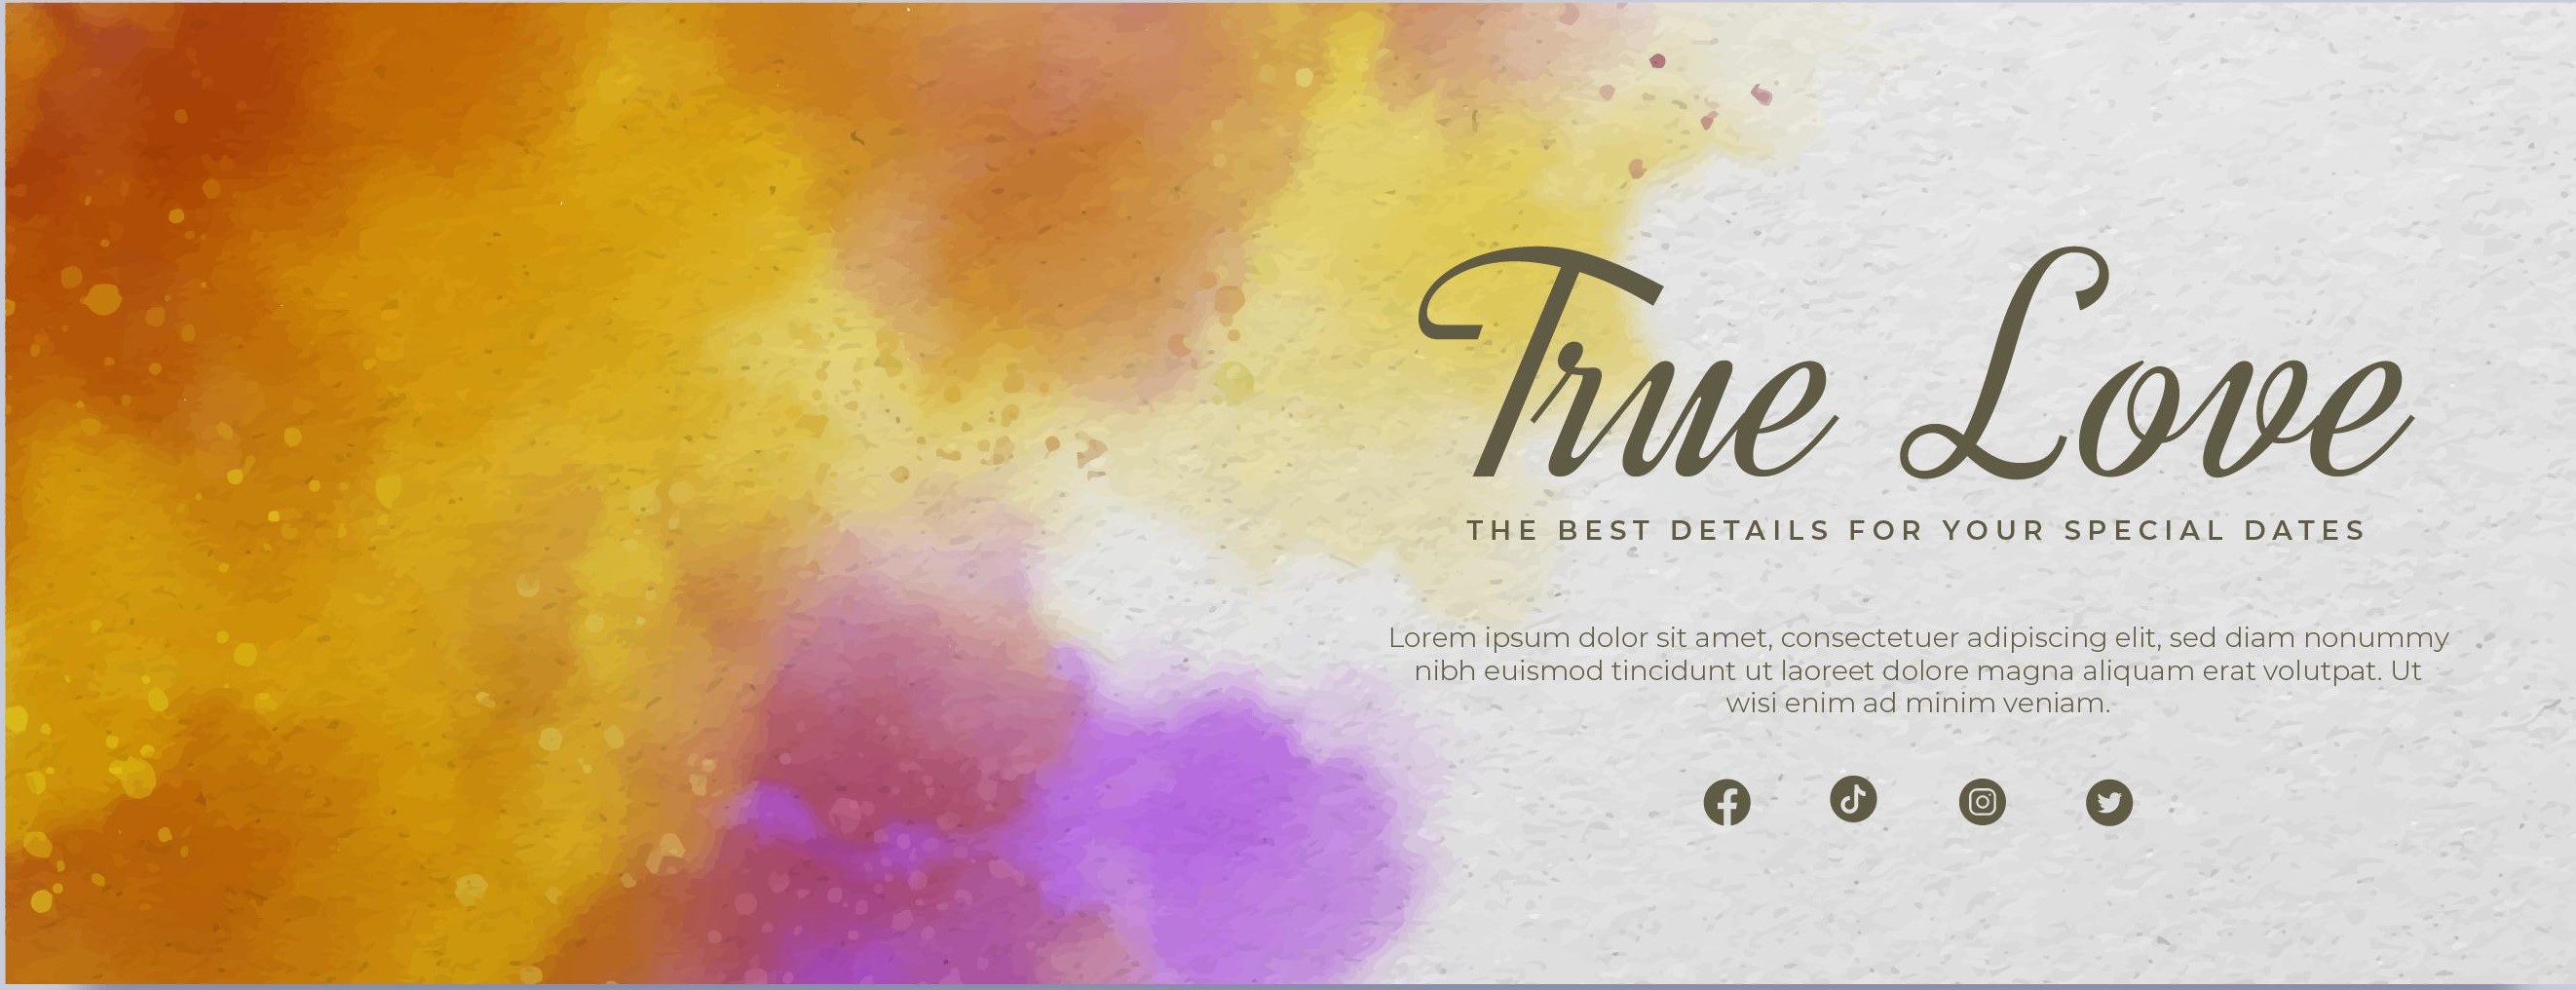 True Love
THE BEST DETAILS FOR YOUR SPECIAL DATES
Lorem ipsum dolor sit amet, consectetuer adipiscing elit, sed diam nonummy
nibh euismod tincidunt ut laoreet dolore magna aliquam erat volutpat. Ut
wisi enim ad minim veniam.